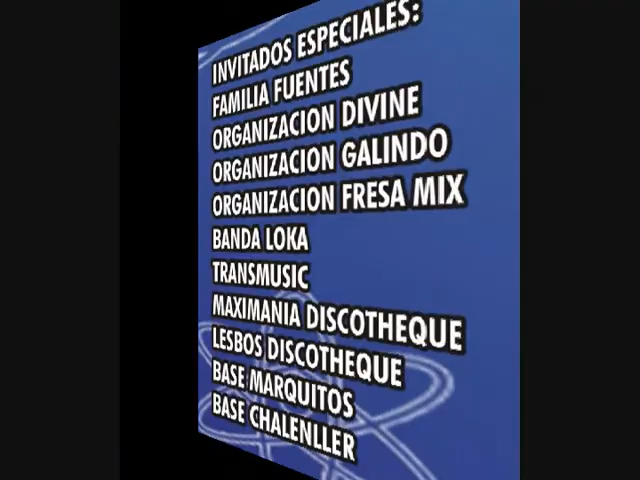 INVITADOS ESPECIALES:
FAMILIA FUENTES
ORGANIZACION DIVINE
ORGANIZACION GALINDO
ORGANIZACION FRESA MIX
BANDA LOKA
TRANSMUSIC
MAXIMANIA DISCOTHEQUE
LESBOS DISCOTHEQUE
BASE MARQUITOS
BASE CHALENLLER